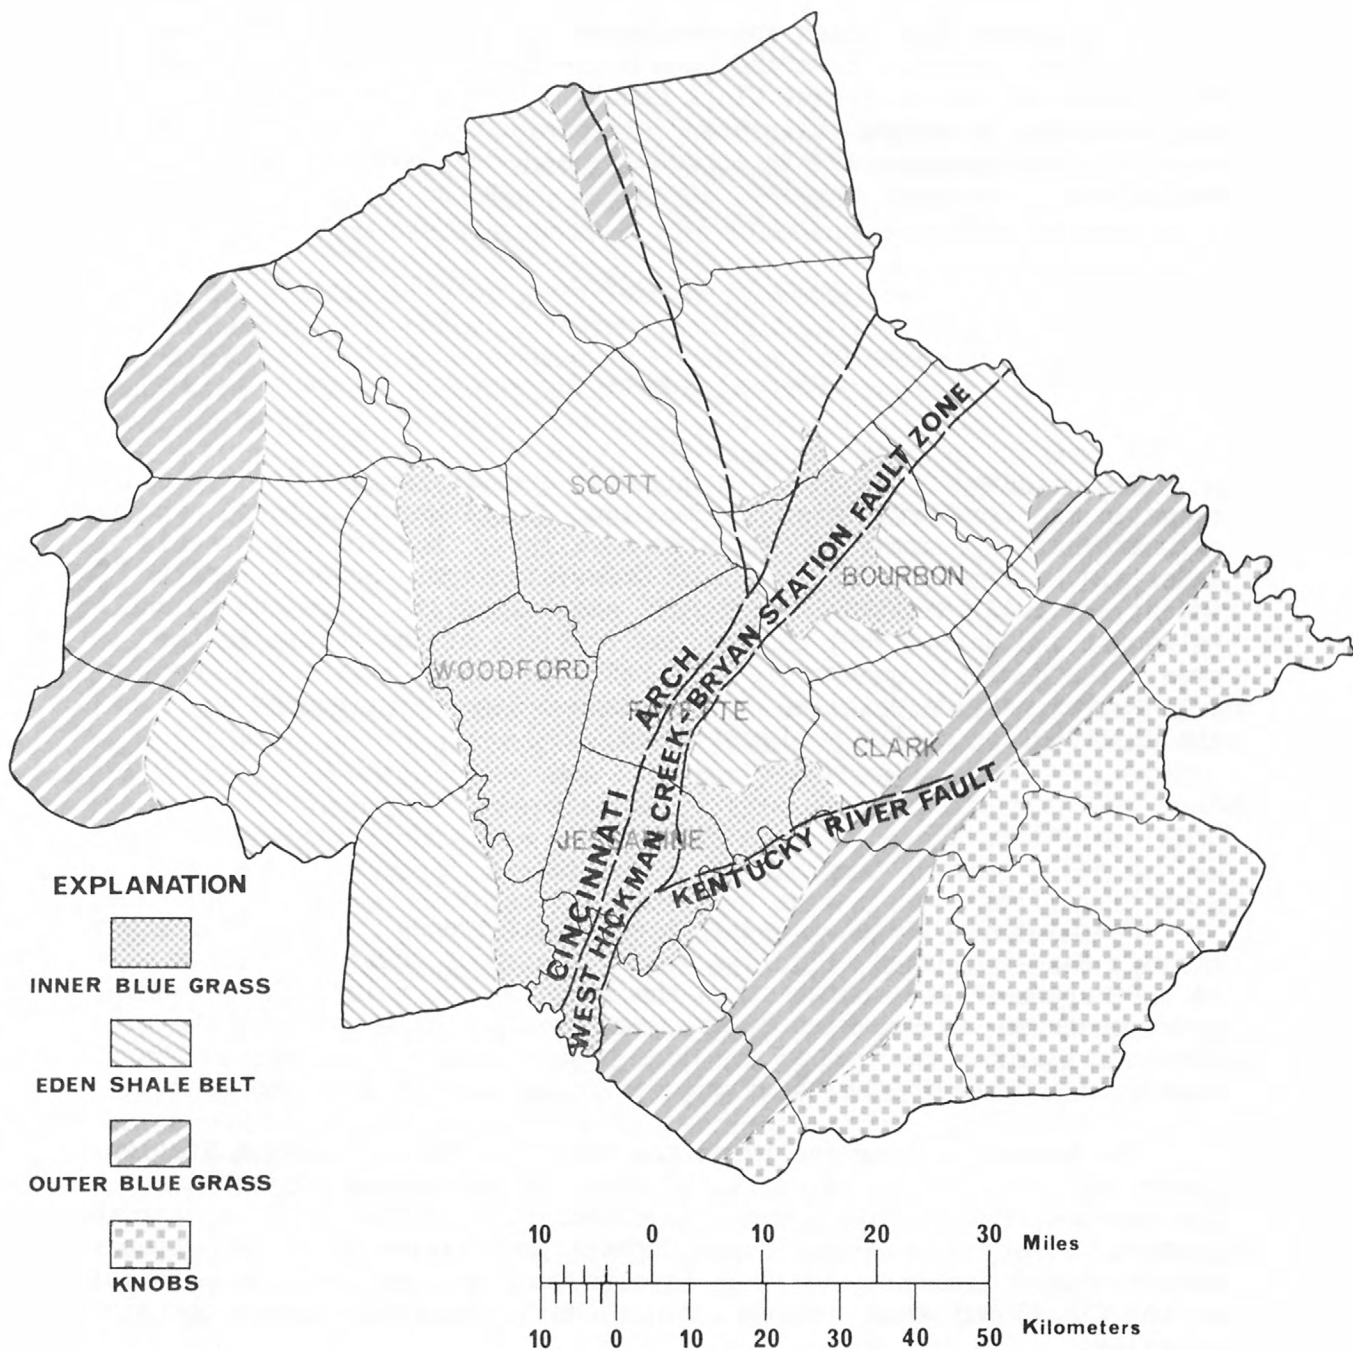 SCOTT
BOURBON
WOODFORD
FAYETTE
CLARK
JESSAMINE
CINCINNATI ARCH
WEST HICKMAN CREEK-BRYAN STATION FAULT ZONE
KENTUCKY RIVER FAULT
EXPLANATION
INNER BLUE GRASS
EDEN SHALE BELT
OUTER BLUE GRASS
KNOBS
10 0 10 20 30 Miles
10 0 10 20 30 40 50 Kilometers